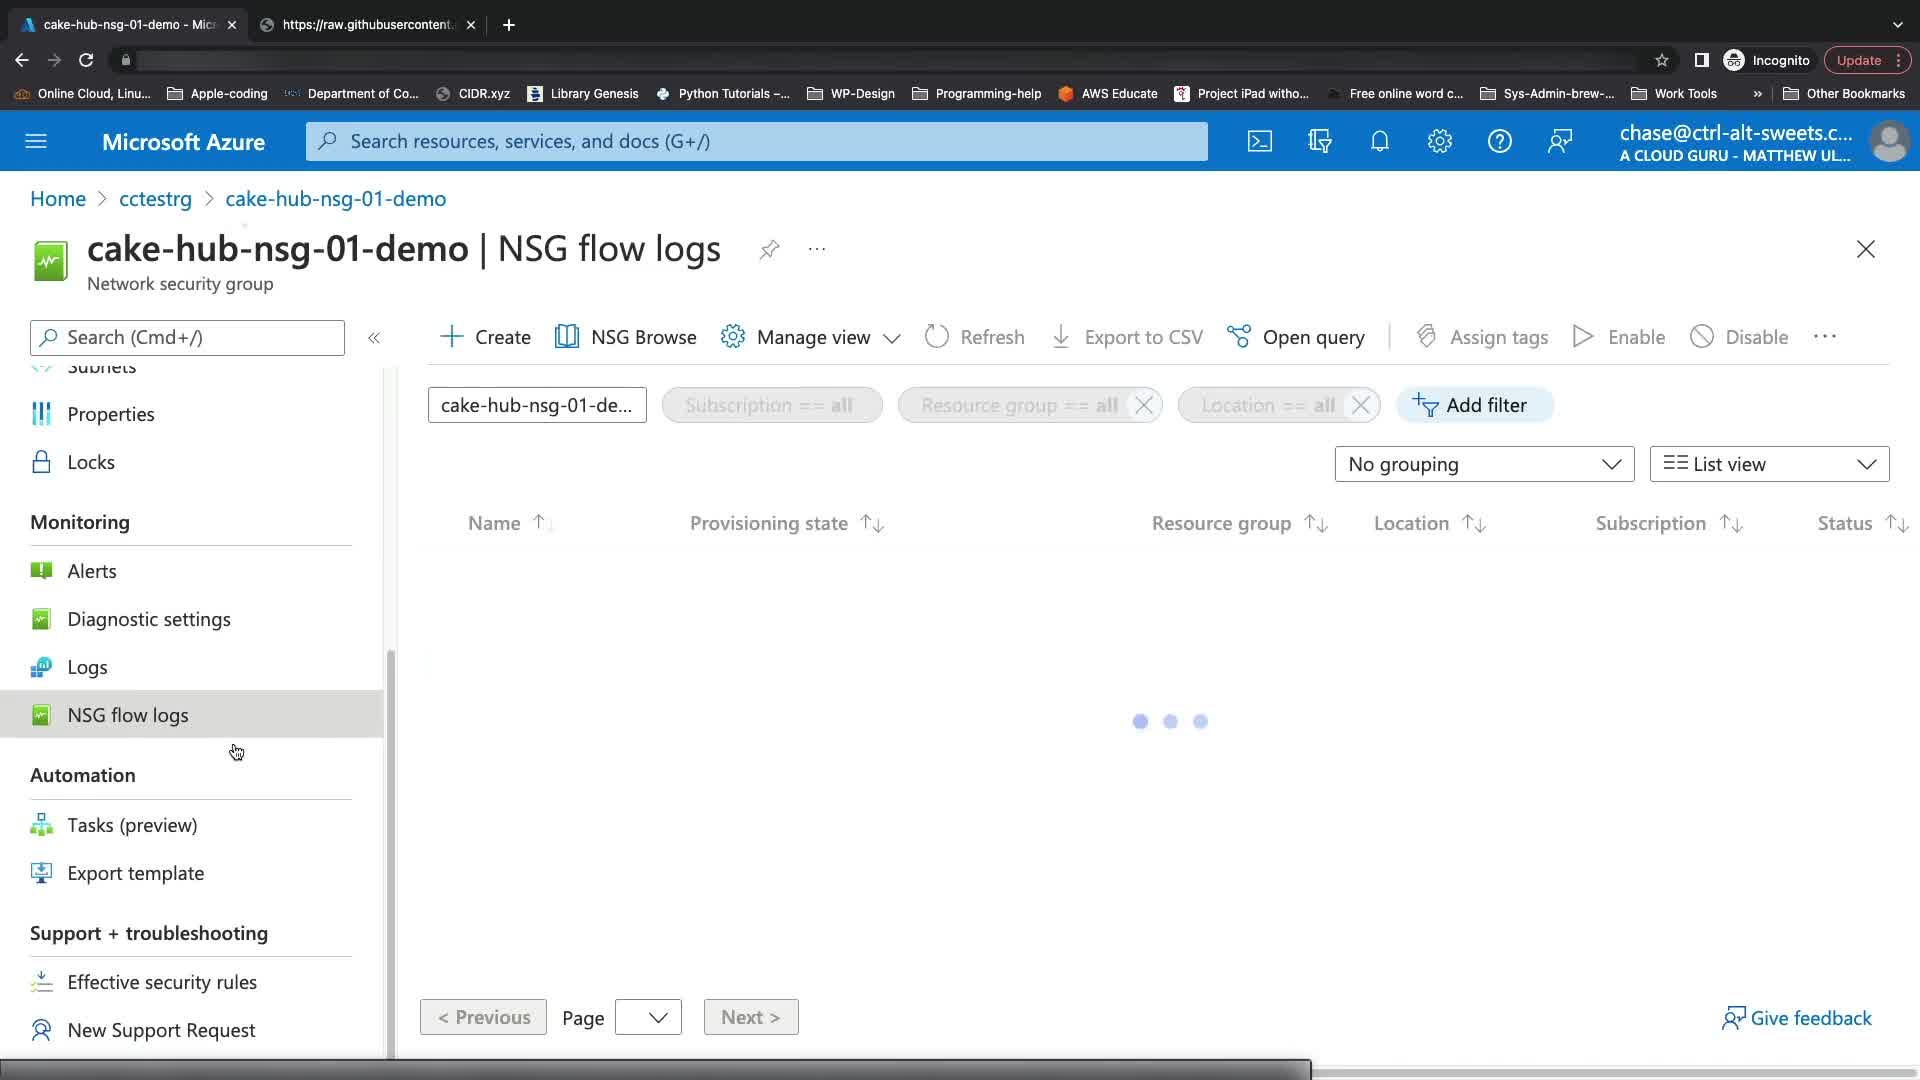 cake-hub-nsg-01-demo - Mic
https://raw.githubusercontent.
Incognito
Update
Online Cloud, Linu...
Apple-coding
Department of Co...
CIDR.xyz
Library Genesis
Python Tutorials –...
WP-Design
Programming-help
AWS Educate
Project iPad witho...
Free online word c...
Sys-Admin-brew-...
Work Tools
»
Other Bookmarks
Microsoft Azure
Search resources, services, and docs (G+/)
chase@ctrl-alt-sweets.c...
A CLOUD GURU - MATTHEW UL...
Home > cctestrg > cake-hub-nsg-01-demo
cake-hub-nsg-01-demo | NSG flow logs
...
Network security group
Search (Cmd+/)
«
Create
NSG Browse
Manage view
Refresh
Export to CSV
Open query
Assign tags
Enable
Disable
...
Subnets
Properties
Locks
Monitoring
Alerts
Diagnostic settings
Logs
NSG flow logs
Automation
Tasks (preview)
Export template
Support + troubleshooting
Effective security rules
New Support Request
cake-hub-nsg-01-de...
Subscription == all
Resource group == all
Location == all
Add filter
No grouping
List view
Name
Provisioning state
Resource group
Location
Subscription
Status
< Previous
Page
Next >
Give feedback